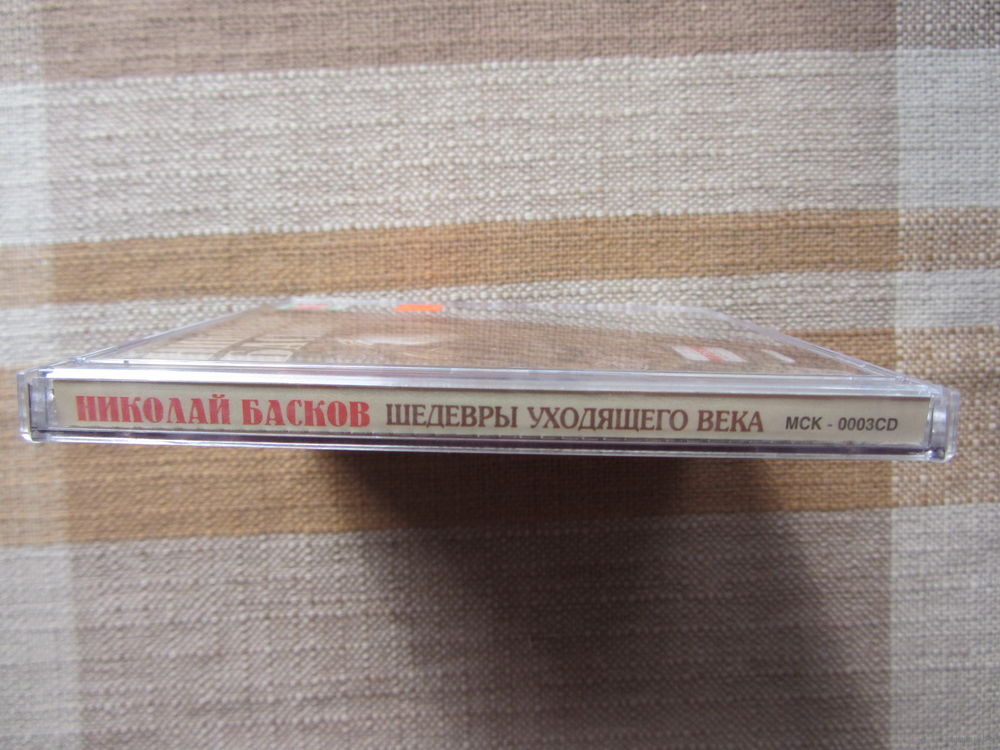 НИКОЛАЙ БАСКОВ ШЕДЕВРЫ УХОДЯЩЕГО ВЕКА МСК - 0003CD